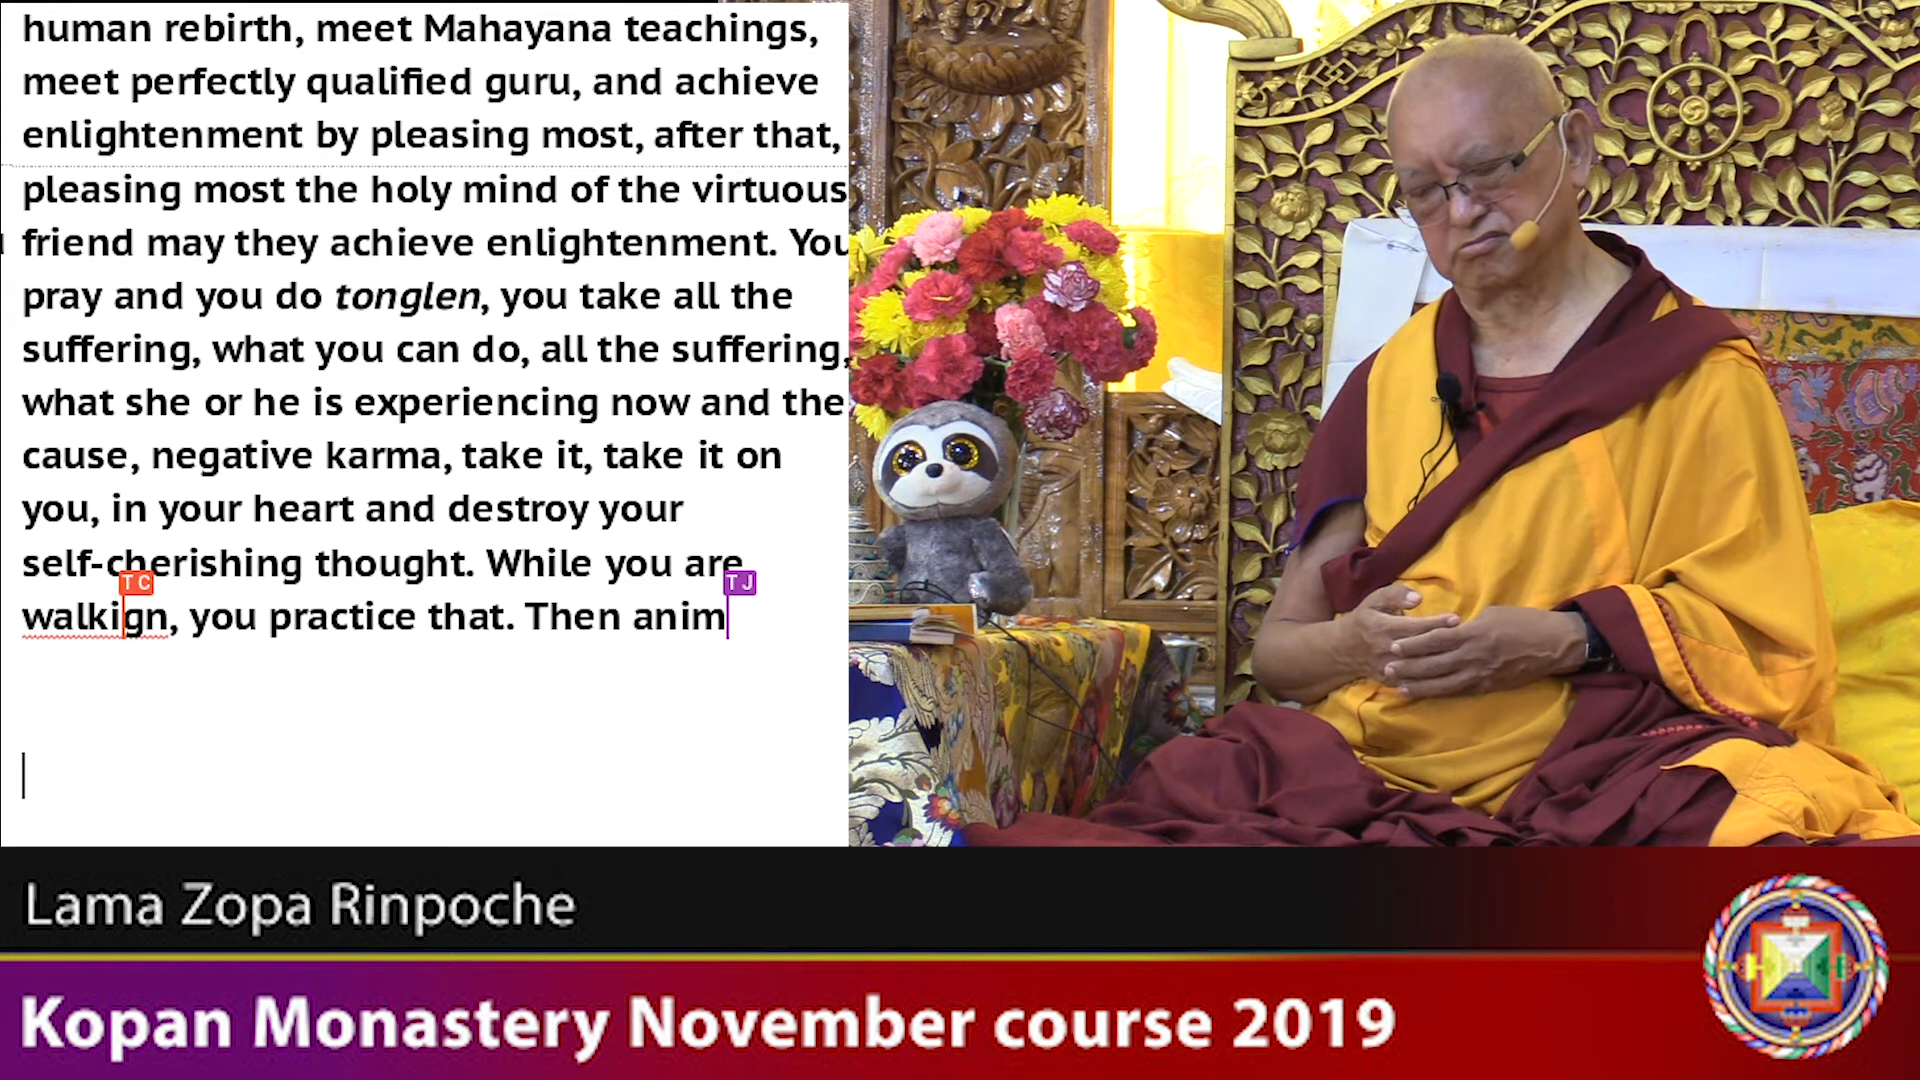 human rebirth, meet Mahayana teachings,
meet perfectly qualified guru, and achieve
enlightenment by pleasing most, after that,
pleasing most the holy mind of the virtuous
friend may they achieve enlightenment. You
pray and you do tonglen, you take all the
suffering, what you can do, all the suffering,
what she or he is experiencing now and the
cause, negative karma, take it, take it on
you, in your heart and destroy your
self-cherishing thought. While you are
TC TJ
walkign, you practice that. Then anim
Lama Zopa Rinpoche
Kopan Monastery November course 2019